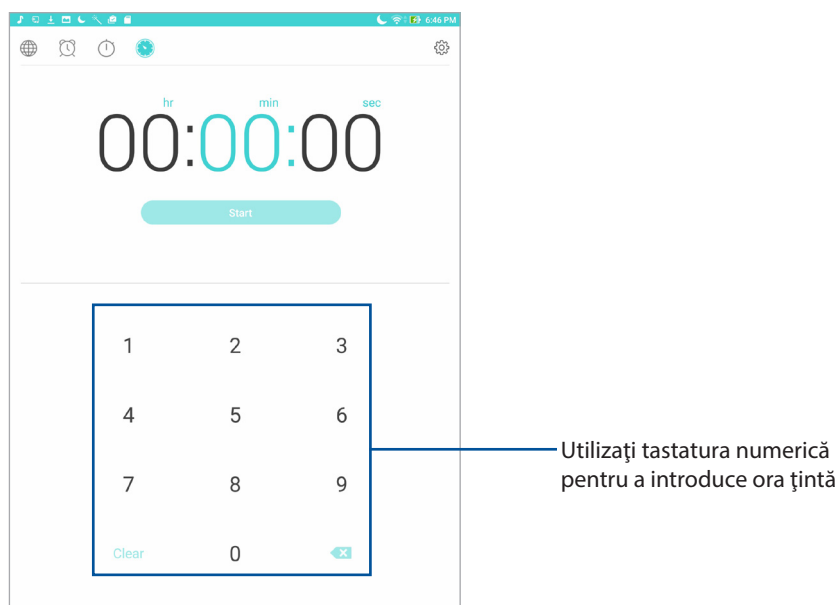 6:46 PM
hr min sec
00:00:00
Start
1 2 3
4 5 6
7 8 9
Clear 0
Utilizaţi tastatura numerică
pentru a introduce ora ţintă